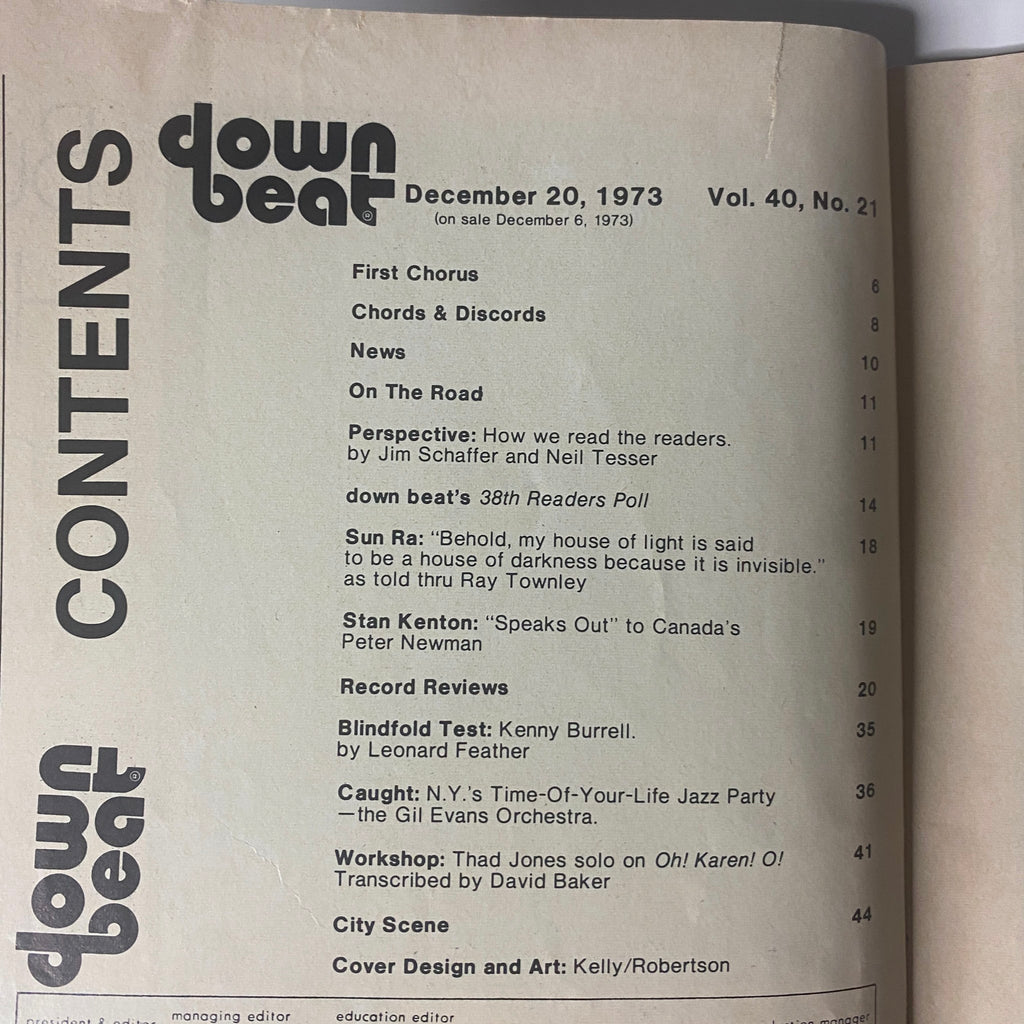 CONTENTS
down
beat
down
beat
December 20, 1973 Vol. 40, No. 21
(on sale December 6, 1973)
First Chorus 6
Chords & Discords 8
News 10
On The Road 11
Perspective: How we read the readers. 11
by Jim Schaffer and Neil Tesser
down beat's 38th Readers Poll 14
Sun Ra: "Behold, my house of light is said 18
to be a house of darkness because it is invisible."
as told thru Ray Townley
Stan Kenton: "Speaks Out" to Canada's 19
Peter Newman
Record Reviews 20
Blindfold Test: Kenny Burrell. 35
by Leonard Feather
Caught: N.Y.'s Time-Of-Your-Life Jazz Party 36
—the Gil Evans Orchestra.
Workshop: Thad Jones solo on Oh! Karen! O! 41
Transcribed by David Baker
City Scene 44
Cover Design and Art: Kelly/Robertson
president & editor managing editor education editor manager